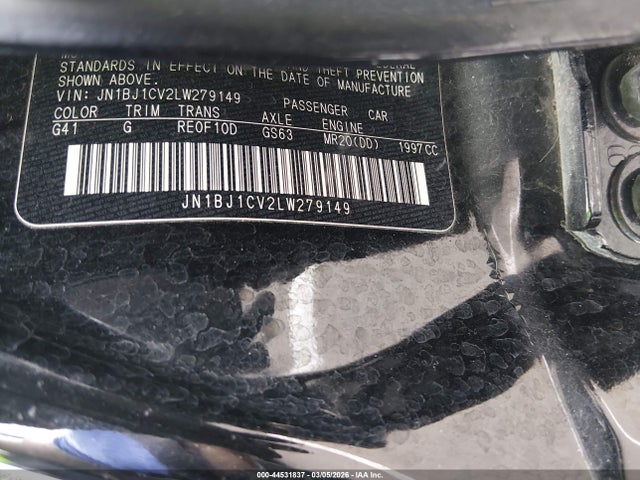 STANDARDS IN EFFECT ON THE DATE OF MANUFACTURE
SHOWN ABOVE.
VIN: JN1BJ1CV2LW279149 PASSENGER CAR
COLOR TRIM TRANS AXLE ENGINE
G41 G REOF10D GS63 MR20(DD) 1997CC
JN1BJ1CV2LW279149
000-44531837 - 03/05/2026 - IAA Inc.